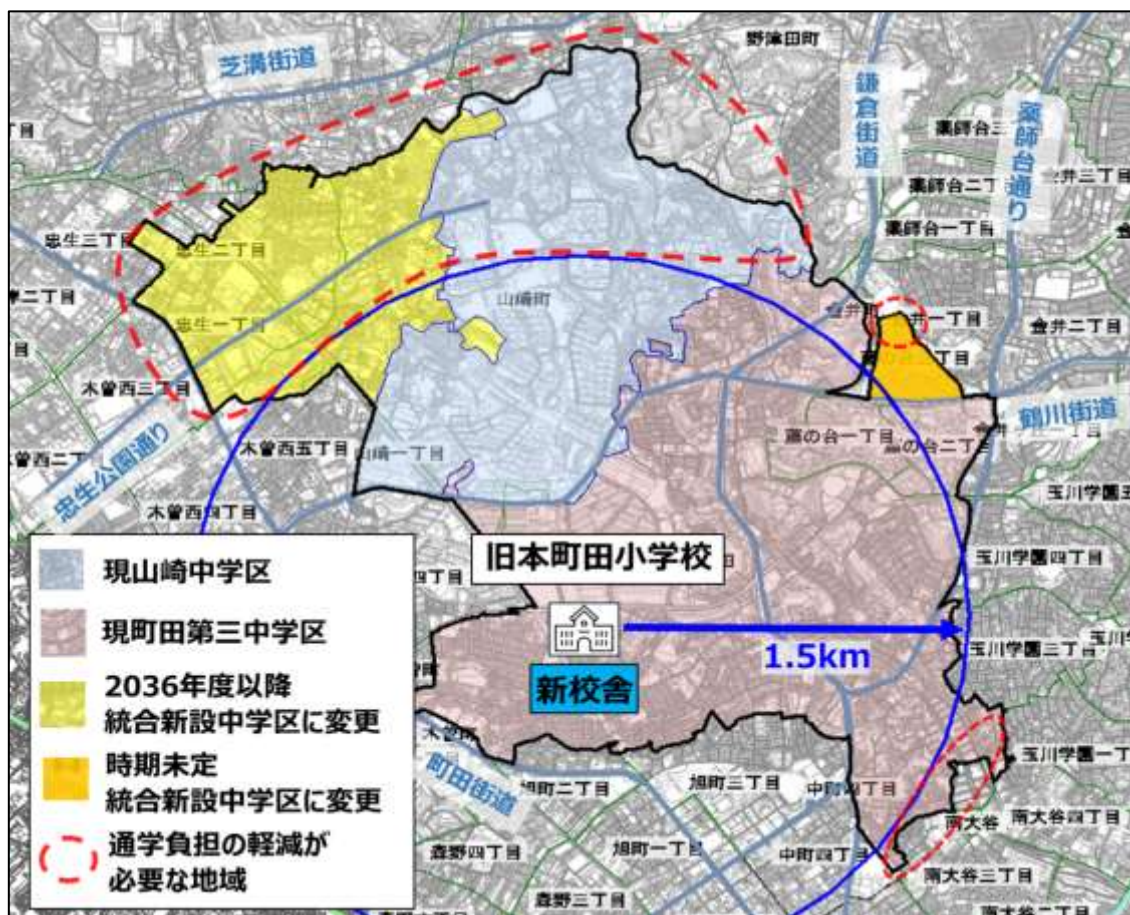 野津田町
芝溝街道
鎌倉街道
薬師台通り
薬師台三丁目
薬師台二丁目
金井三丁目
薬師台一丁目
忠生三丁目
忠生二丁目
山崎町
忠生一丁目
一丁目
金井二丁目
木曽西三丁目
鶴川街道
忠生公園通り
木曽西五丁目
山崎一丁目
藤の台一丁目
藤の台二丁目
木曽西四丁目
旧本町田小学校
玉川学園四丁目
現山崎中学区
現町田第三中学区
1.5km
玉川学園三丁目
新校舎
2036年度以降
統合新設中学区に変更
時期未定
統合新設中学区に変更
通学負担の軽減が
必要な地域
町田街道
旭町三丁目
旭町二丁目
中町四丁目
玉川学園一丁目
南大谷
南大谷四丁目
森野四丁目
旭町一丁目
中町四丁目
南大谷三丁目
森野三丁目
南大谷二丁目